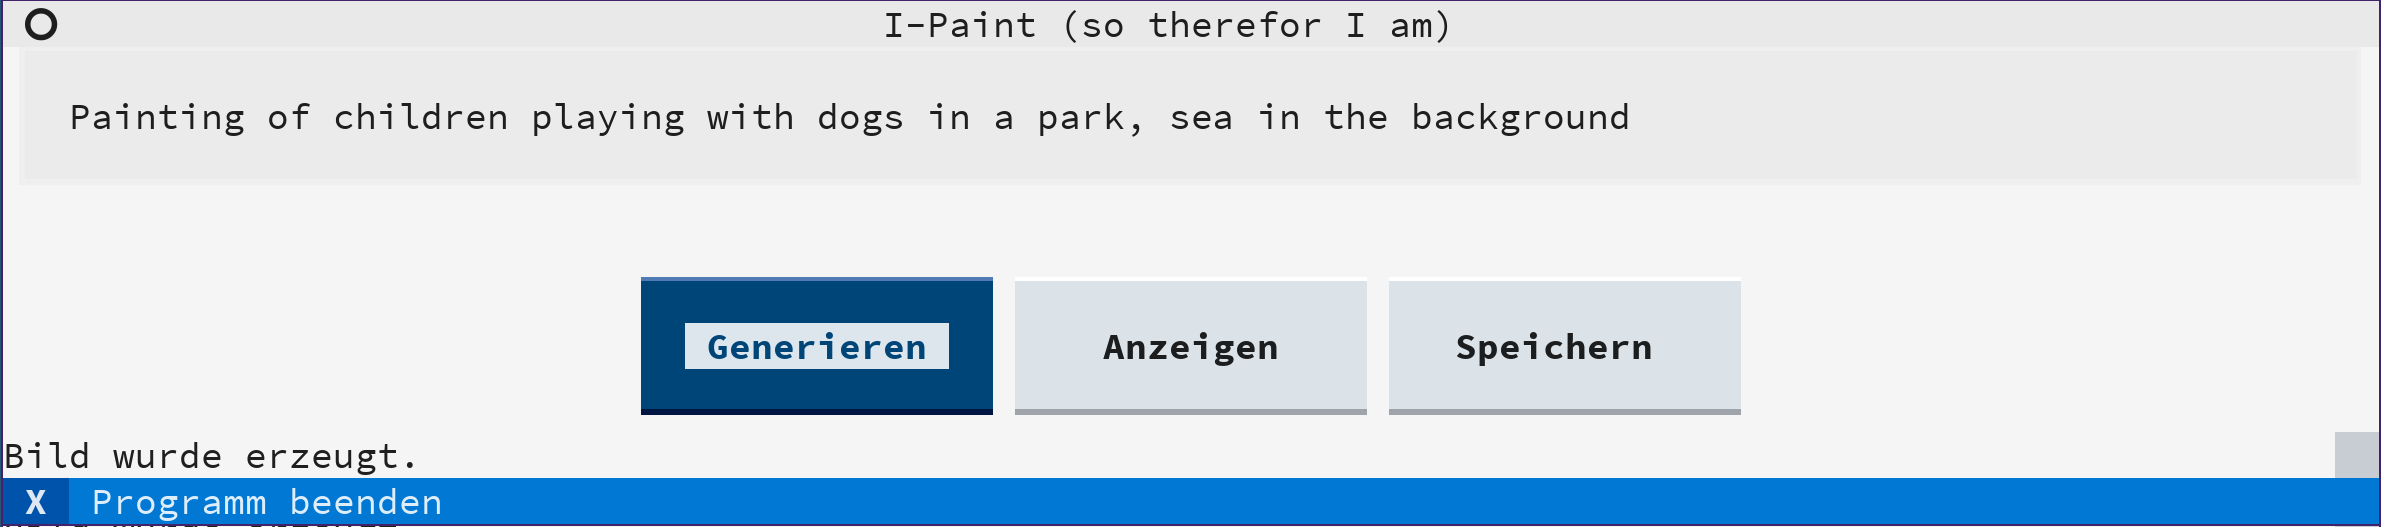 I-Paint (so therefor I am)
Painting of children playing with dogs in a park, sea in the background
Generieren Anzeigen Speichern
Bild wurde erzeugt.
X Programm beenden